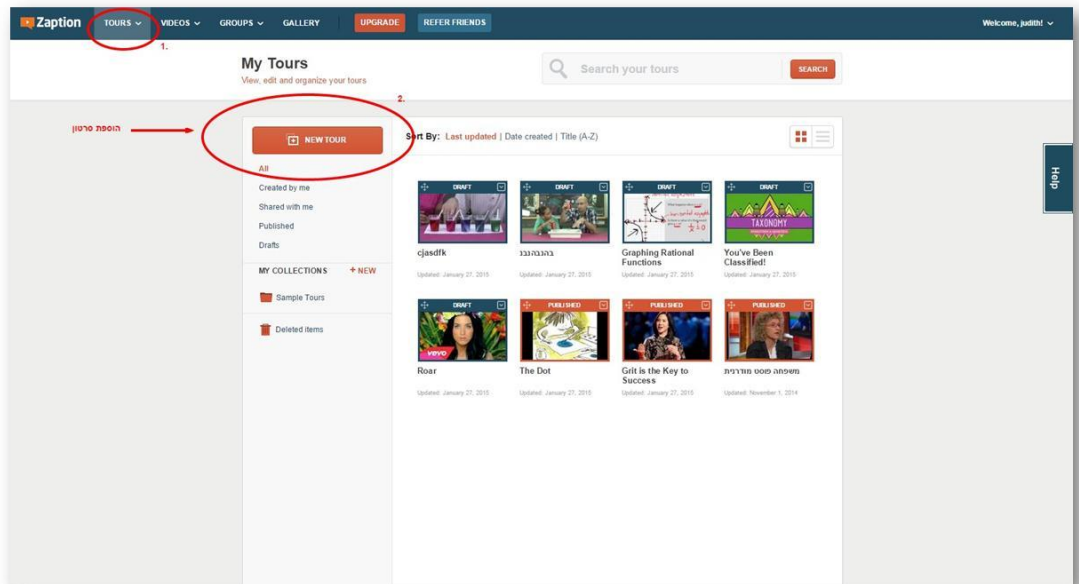 Zaption TOURS VIDEOS GROUPS GALLERY UPGRADE REFER FRIENDS Welcome, judith!
1.
My Tours
View, edit and organize your tours
Search your tours SEARCH
2.
הוספת סרטון
NEW TOUR
Sort By: Last updated | Date created | Title (A-Z)
Help
All
Created by me
Shared with me
Published
Drafts
MY COLLECTIONS + NEW
Sample Tours
Deleted items
DRAFT DRAFT DRAFT DRAFT
TAXONOMY
cjasdfk בהנבהנבנ Graphing Rational Functions You've Been Classified!
Updated: January 27, 2015 Updated: January 27, 2015 Updated: January 27, 2015 Updated: January 27, 2015
DRAFT PUBLISHED PUBLISHED PUBLISHED
vevo
Roar The Dot Grit is the Key to Success משפחה פוסט מודרנית
Updated: January 27, 2015 Updated: January 27, 2015 Updated: January 27, 2015 Updated: November 1, 2014